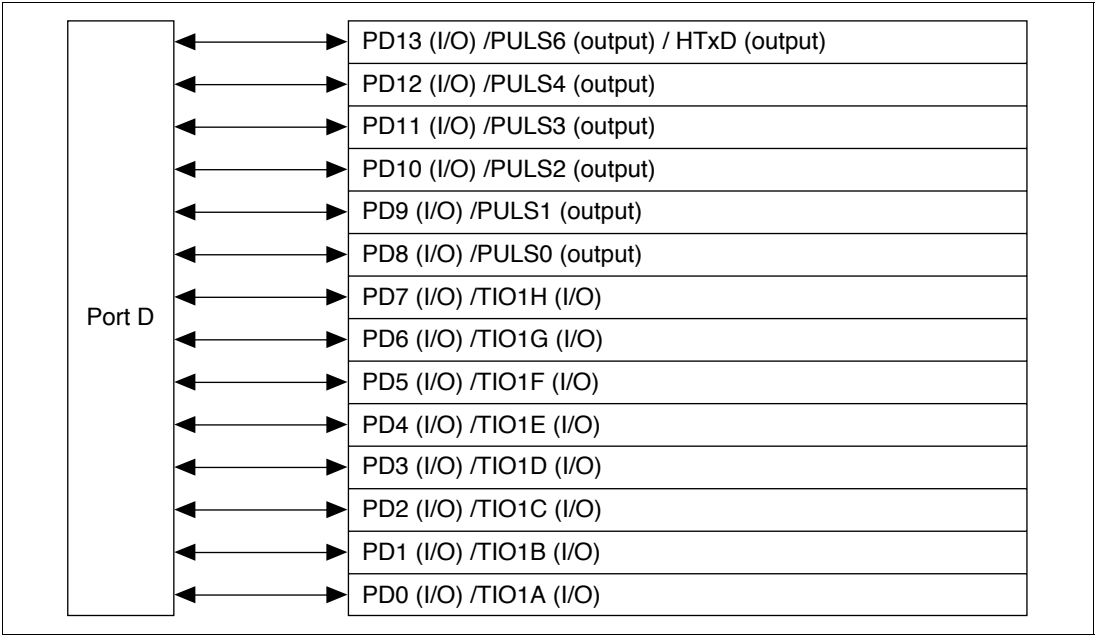 Port D
PD13 (I/O) /PULS6 (output) / HTxD (output)
PD12 (I/O) /PULS4 (output)
PD11 (I/O) /PULS3 (output)
PD10 (I/O) /PULS2 (output)
PD9 (I/O) /PULS1 (output)
PD8 (I/O) /PULS0 (output)
PD7 (I/O) /TIO1H (I/O)
PD6 (I/O) /TIO1G (I/O)
PD5 (I/O) /TIO1F (I/O)
PD4 (I/O) /TIO1E (I/O)
PD3 (I/O) /TIO1D (I/O)
PD2 (I/O) /TIO1C (I/O)
PD1 (I/O) /TIO1B (I/O)
PD0 (I/O) /TIO1A (I/O)